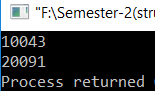 "F:\Semester-2(stru
10043
20091
Process returned